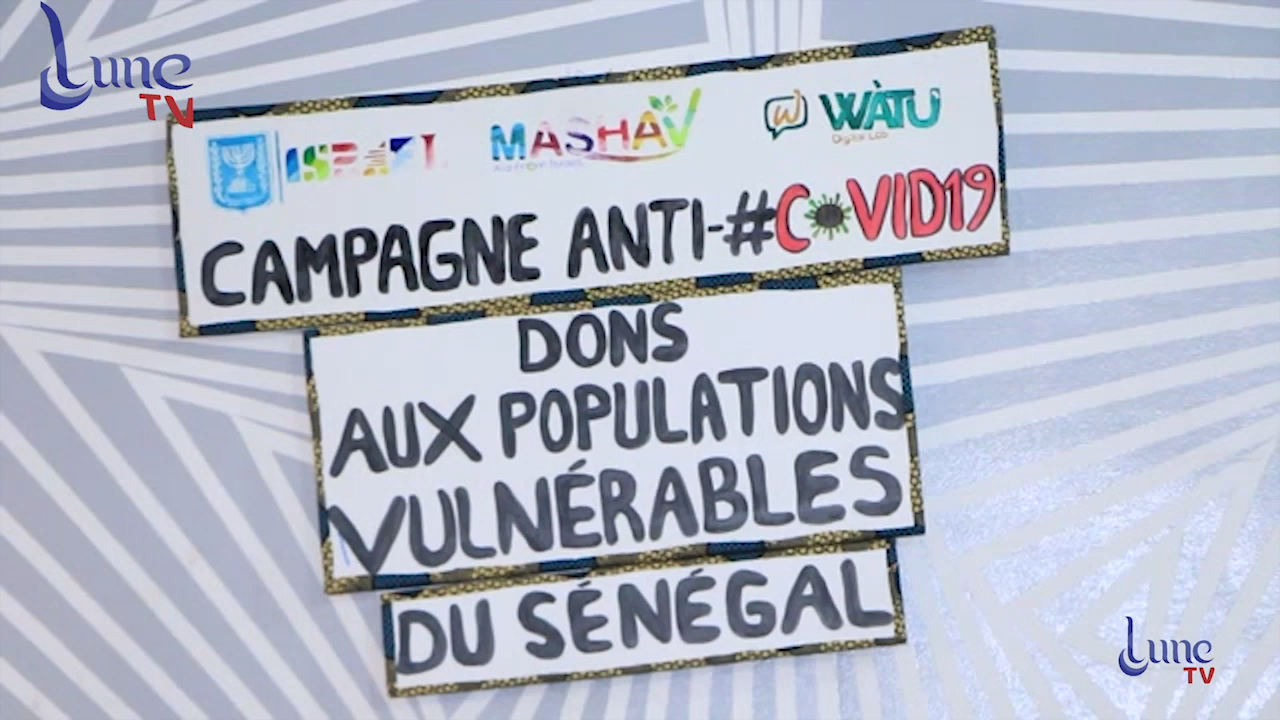 Lune TV
ISRAEL MASHAV WÀTU
Digital Lab
CAMPAGNE ANTI-#COVID19
DONS
AUX POPULATIONS
VULNÉRABLES
DU SÉNÉGAL
Lune TV